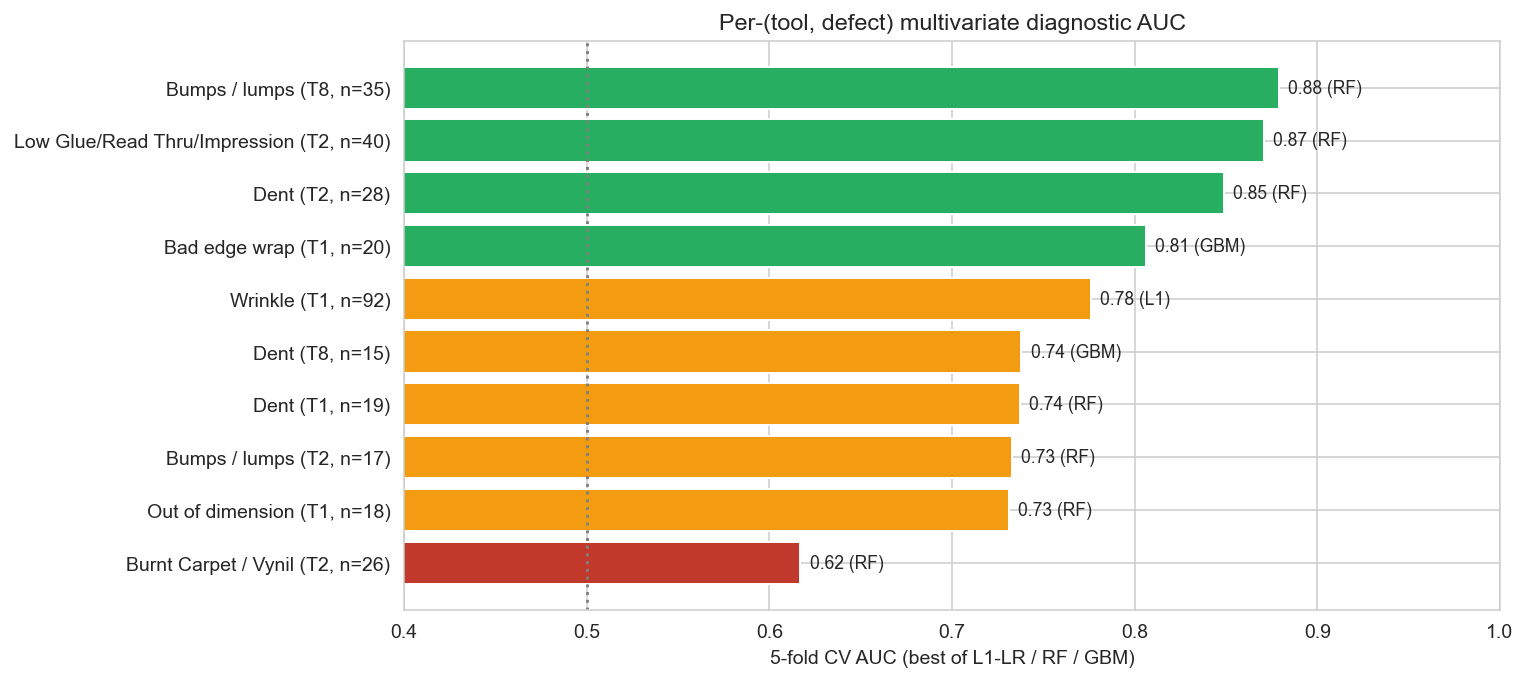 Per-(tool, defect) multivariate diagnostic AUC
Bumps / lumps (T8, n=35) 0.88 (RF)
Low Glue/Read Thru/Impression (T2, n=40) 0.87 (RF)
Dent (T2, n=28) 0.85 (RF)
Bad edge wrap (T1, n=20) 0.81 (GBM)
Wrinkle (T1, n=92) 0.78 (L1)
Dent (T8, n=15) 0.74 (GBM)
Dent (T1, n=19) 0.74 (RF)
Bumps / lumps (T2, n=17) 0.73 (RF)
Out of dimension (T1, n=18) 0.73 (RF)
Burnt Carpet / Vynil (T2, n=26) 0.62 (RF)
0.4 0.5 0.6 0.7 0.8 0.9 1.0
5-fold CV AUC (best of L1-LR / RF / GBM)